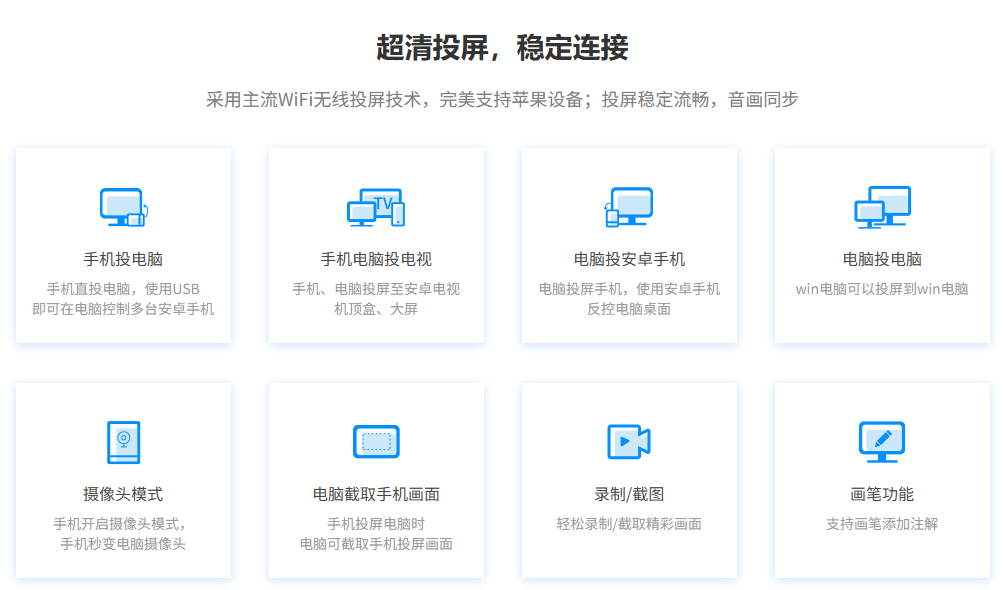 超清投屏，稳定连接
采用主流WiFi无线投屏技术，完美支持苹果设备；投屏稳定流畅，音画同步
手机投电脑
手机直投电脑，使用USB
即可在电脑控制多台安卓手机
TV
手机电脑投电视
手机、电脑投屏至安卓电视
机顶盒、大屏
电脑投安卓手机
电脑投屏手机，使用安卓手机
反控电脑桌面
电脑投电脑
win电脑可以投屏到win电脑
摄像头模式
手机开启摄像头模式，
手机秒变电脑摄像头
电脑截取手机画面
手机投屏电脑时
电脑可截取手机投屏画面
录制/截图
轻松录制/截取精彩画面
画笔功能
支持画笔添加注解